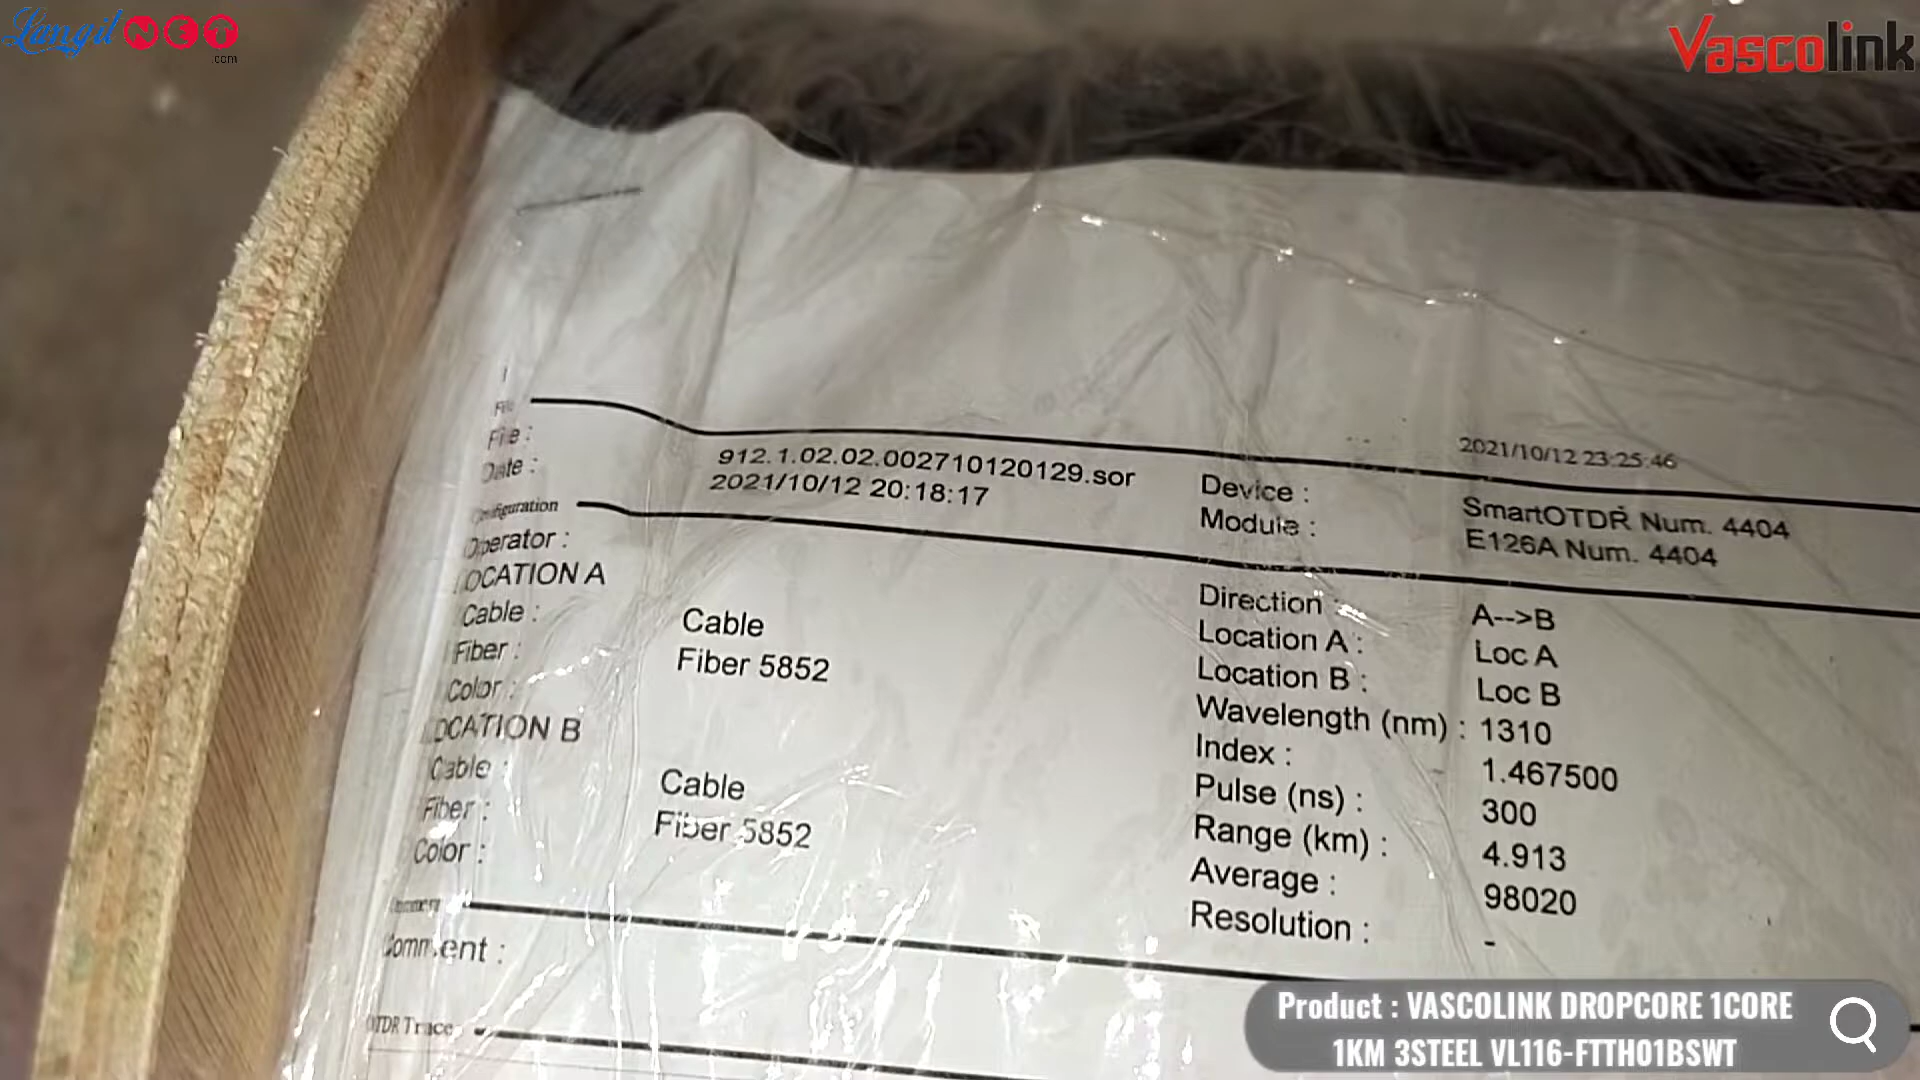 LangitNET
.com
Vascolink
2021/10/12 23:25:46
File :
912.1.02.02.002710120129.sor
Device :
SmartOTDR Num. 4404
Date :
2021/10/12 20:18:17
Module :
E126A Num. 4404
Configuration
Operator :
Direction :
A-->B
LOCATION A
Location A :
Loc A
Cable :
Cable
Location B :
Loc B
Fiber :
Fiber 5852
Wavelength (nm) : 1310
Color :
Index :
1.467500
LOCATION B
Pulse (ns) :
300
Cable :
Cable
Range (km) :
4.913
Fiber :
Fiber 5852
Average :
98020
Color :
Resolution :
-
Comment :
OTDR Trace
Product : VASCOLINK DROPCORE 1CORE
1KM 3STEEL VL116-FTTH01BSWT